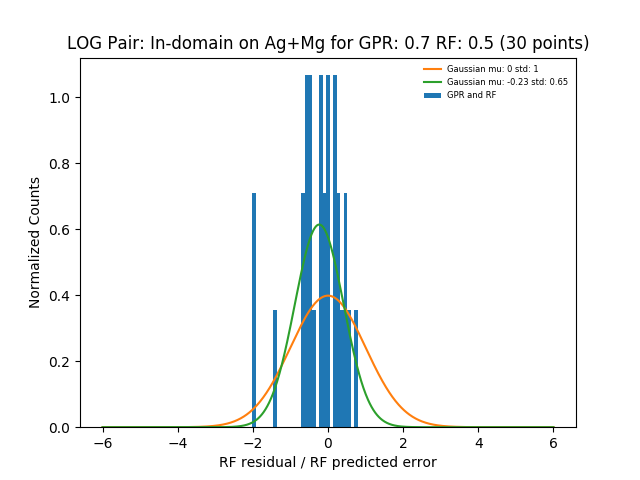 LOG Pair: In-domain on Ag+Mg for GPR: 0.7 RF: 0.5 (30 points)
Gaussian mu: 0 std: 1
Gaussian mu: -0.23 std: 0.65
GPR and RF
Normalized Counts
1.0
0.8
0.6
0.4
0.2
0.0
−6
−4
−2
0
2
4
6
RF residual / RF predicted error